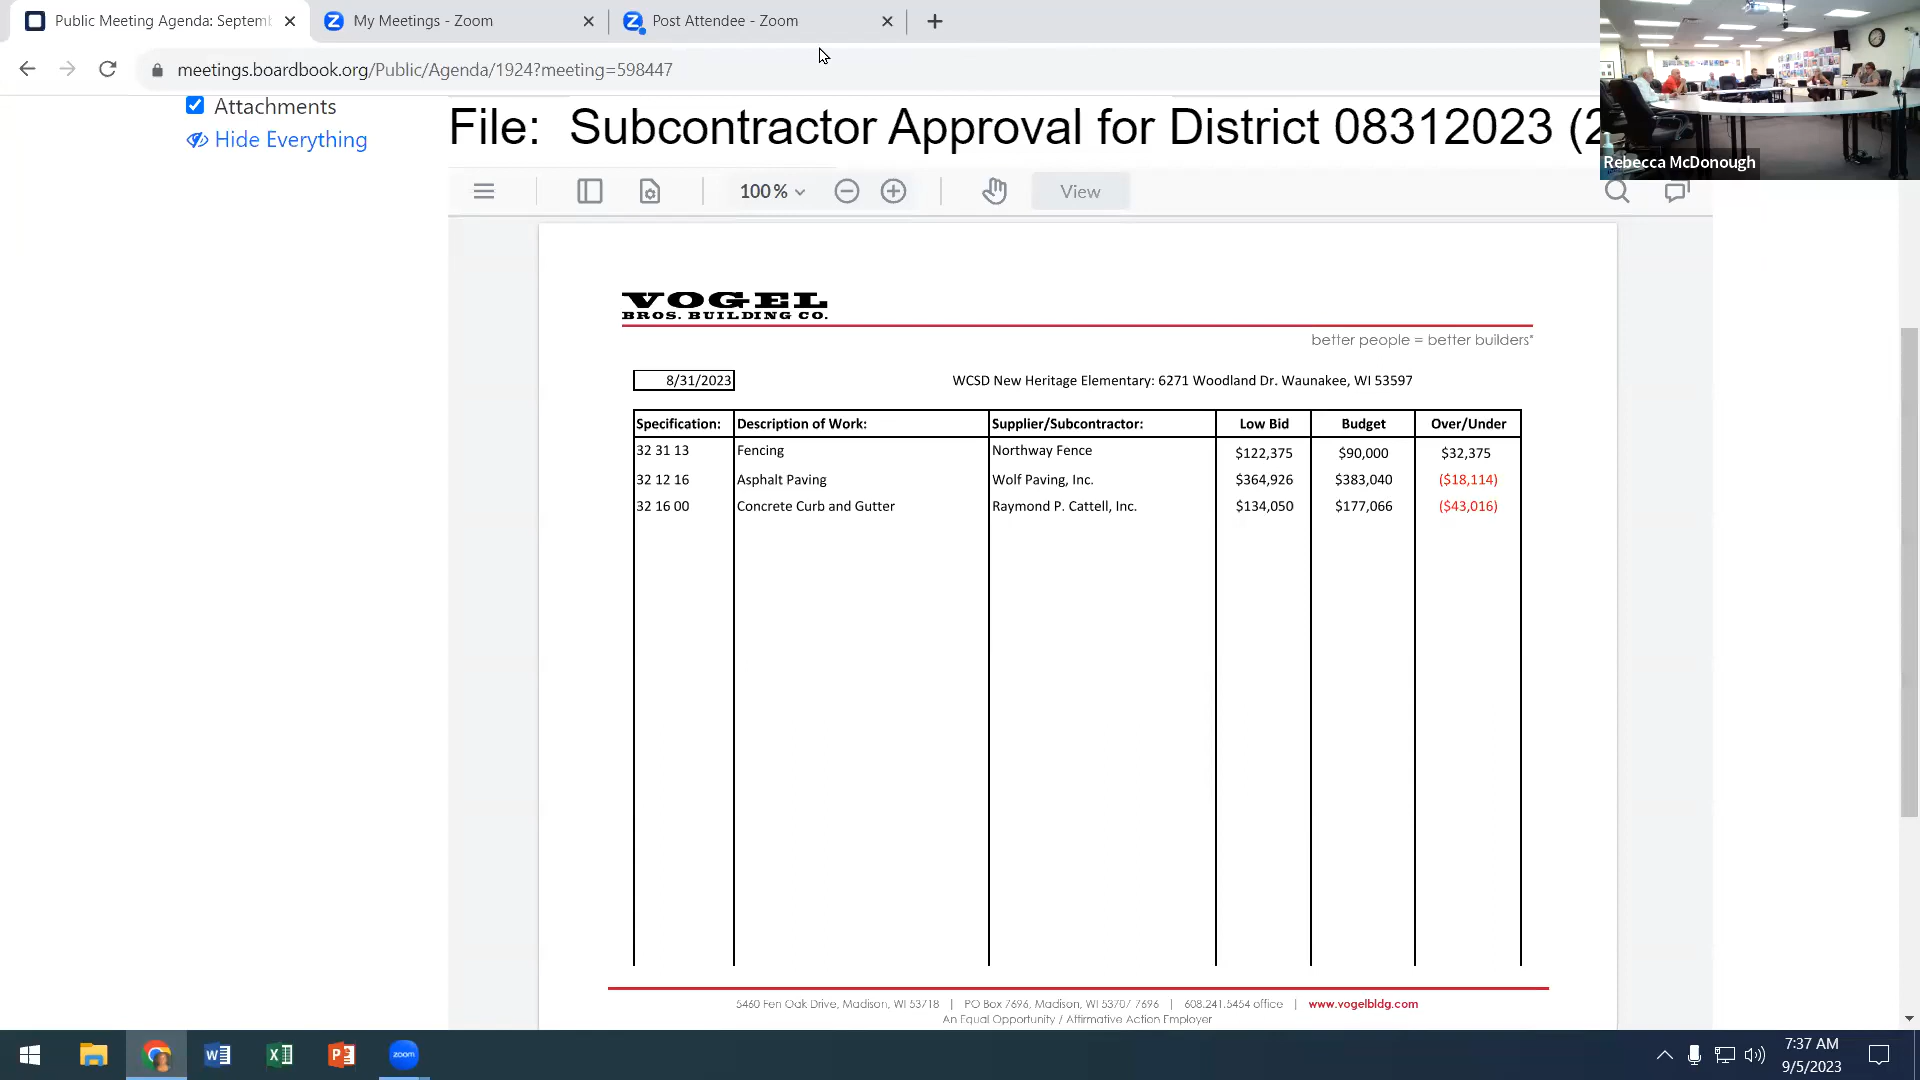 Public Meeting Agenda: Septemb
My Meetings - Zoom
Post Attendee - Zoom
meetings.boardbook.org/Public/Agenda/1924?meeting=598447
Attachments
Hide Everything
File: Subcontractor Approval for District 08312023 (2
Rebecca McDonough
100%
View
VOGEL
BROS. BUILDING CO.
better people = better builders
8/31/2023 WCSD New Heritage Elementary: 6271 Woodland Dr. Waunakee, WI 53597
Specification: Description of Work: Supplier/Subcontractor: Low Bid Budget Over/Under
32 31 13 Fencing Northway Fence $122,375 $90,000 $32,375
32 12 16 Asphalt Paving Wolf Paving, Inc. $364,926 $383,040 ($18,114)
32 16 00 Concrete Curb and Gutter Raymond P. Cattell, Inc. $134,050 $177,066 ($43,016)
5460 Fen Oak Drive, Madison, WI 53718 | PO Box 7696, Madison, WI 53707 7696 | 608.241.5454 office | www.vogelbldg.com
An Equal Opportunity / Affirmative Action Employer
zoom
7:37 AM
9/5/2023